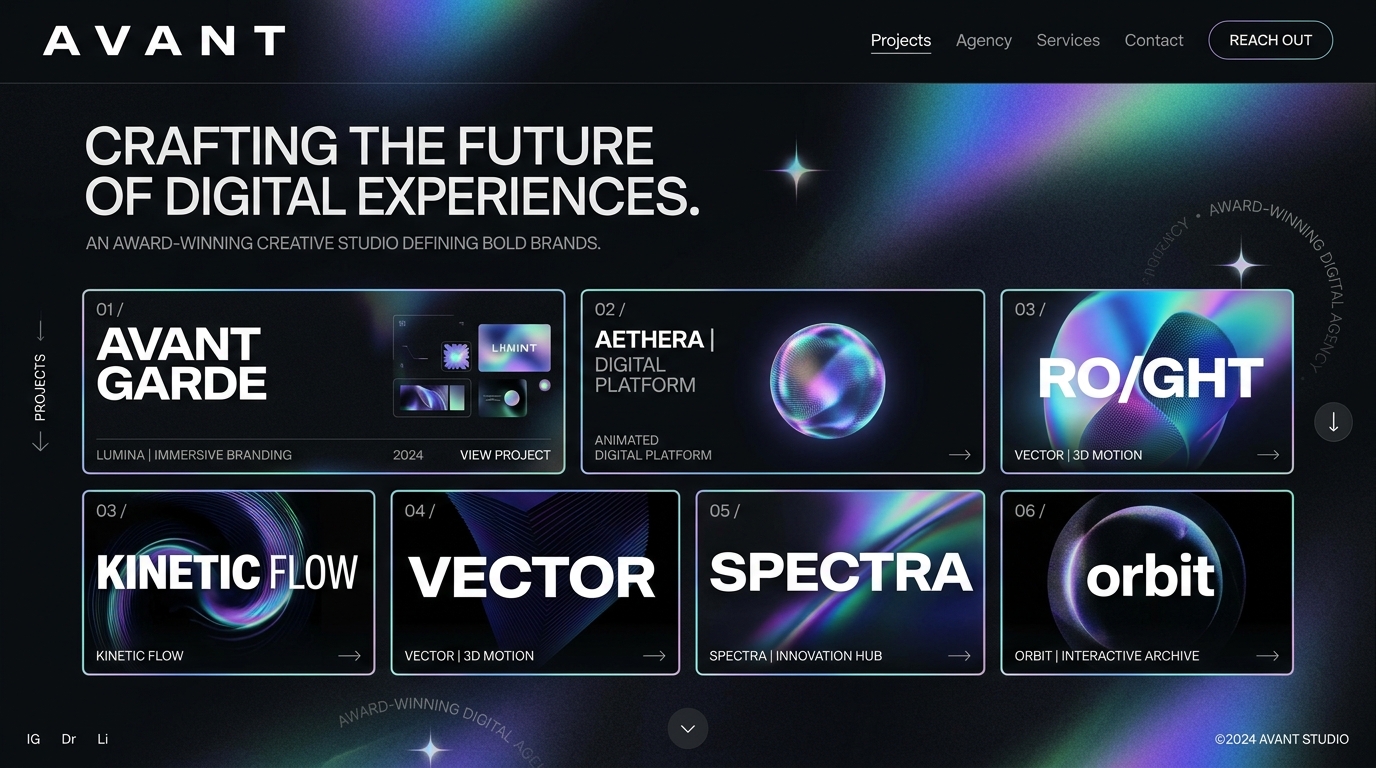 AVANT
Projects
Agency
Services
Contact
REACH OUT
CRAFTING THE FUTURE
OF DIGITAL EXPERIENCES.
AN AWARD-WINNING CREATIVE STUDIO DEFINING BOLD BRANDS.
AWARD-WINNING DIGITAL AGENCY
PROJECTS
01 /
AVANT
GARDE
LUMINA | IMMERSIVE BRANDING
2024
VIEW PROJECT
02 /
AETHERA |
DIGITAL
PLATFORM
ANIMATED
DIGITAL PLATFORM
03 /
RO/GHT
VECTOR | 3D MOTION
03 /
KINETIC FLOW
KINETIC FLOW
04 /
VECTOR
VECTOR | 3D MOTION
05 /
SPECTRA
SPECTRA | INNOVATION HUB
06 /
orbit
ORBIT | INTERACTIVE ARCHIVE
AWARD-WINNING DIGITAL
IG
Dr
Li
©2024 AVANT STUDIO